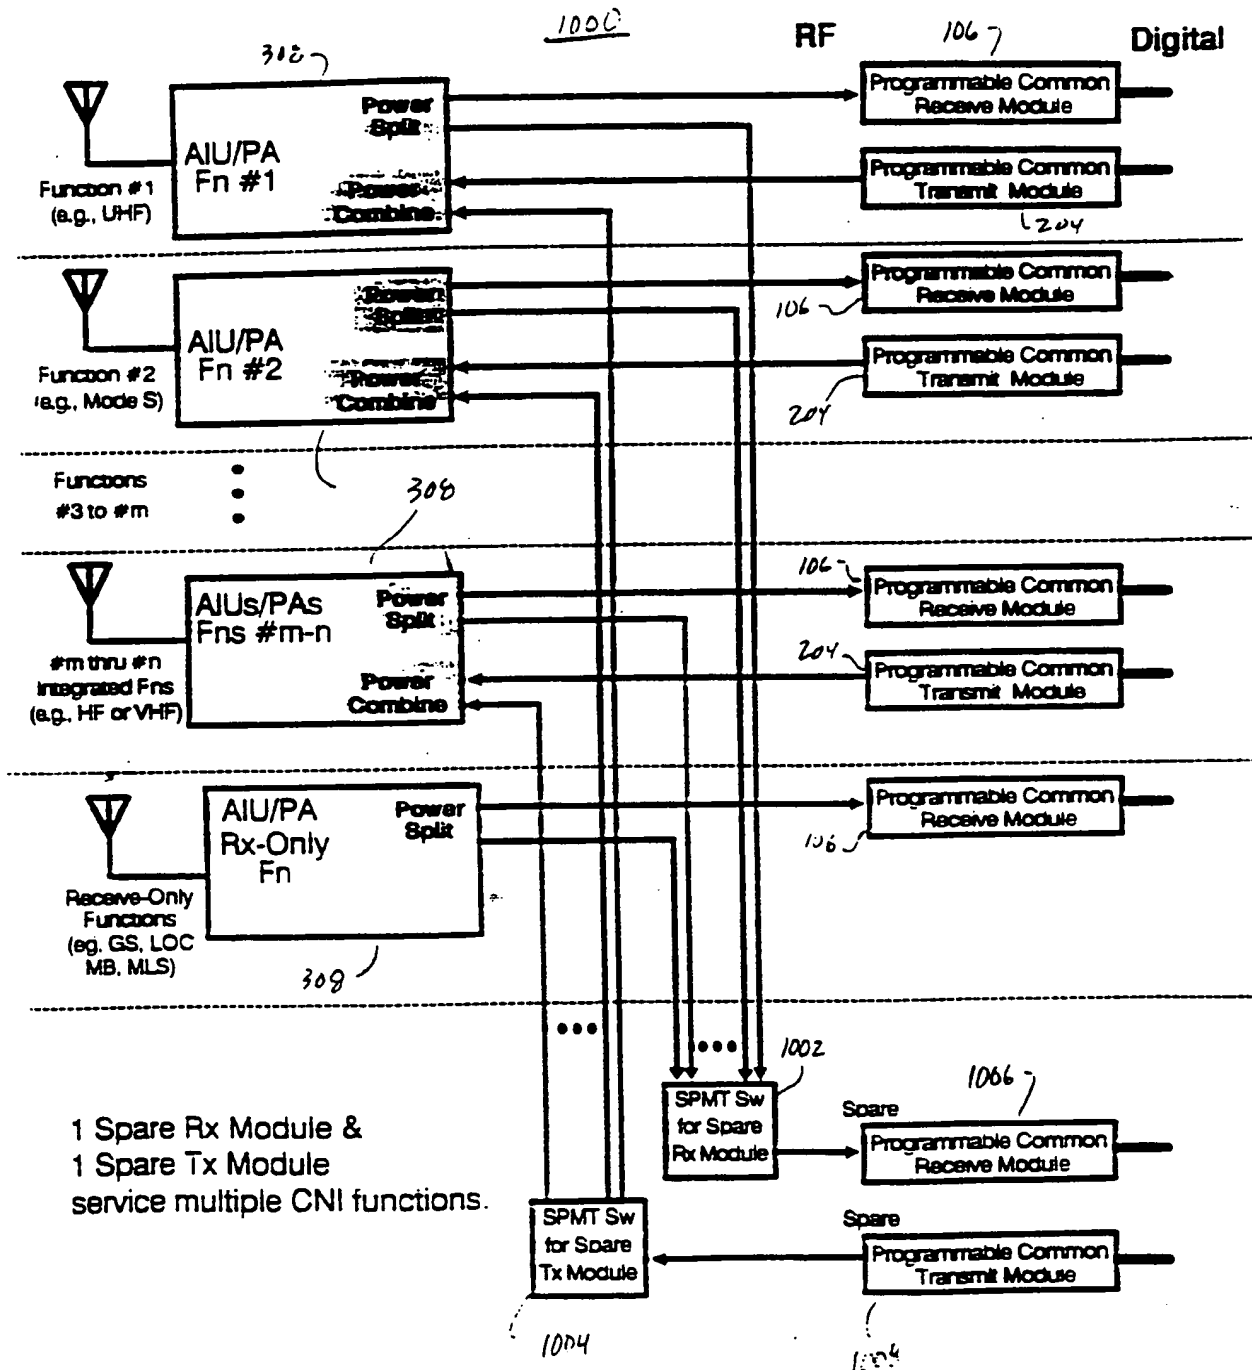 1000
RF
106
Digital
308
Power
Split
AIU/PA
Fn #1
Power
Combine
Function #1
(e.g., UHF)
Programmable Common
Receive Module
Programmable Common
Transmit Module
204
Power
Split
AIU/PA
Fn #2
Power
Combine
Function #2
(e.g., Mode S)
Programmable Common
Receive Module
106
Programmable Common
Transmit Module
204
Functions
#3 to #m
308
AIUs/PAs
Fns #m-n
Power
Split
Power
Combine
#m thru #n
Integrated Fns
(e.g., HF or VHF)
106
Programmable Common
Receive Module
204
Programmable Common
Transmit Module
AIU/PA
Rx-Only
Fn
Power
Split
Receive-Only
Functions
(eg. GS, LOC
MB, MLS)
308
Programmable Common
Receive Module
106
1002
SPMT Sw
for Spare
Rx Module
1006
Spare
Programmable Common
Receive Module
1 Spare Rx Module &
1 Spare Tx Module
service multiple CNI functions.
SPMT Sw
for Spare
Tx Module
1004
Spare
Programmable Common
Transmit Module